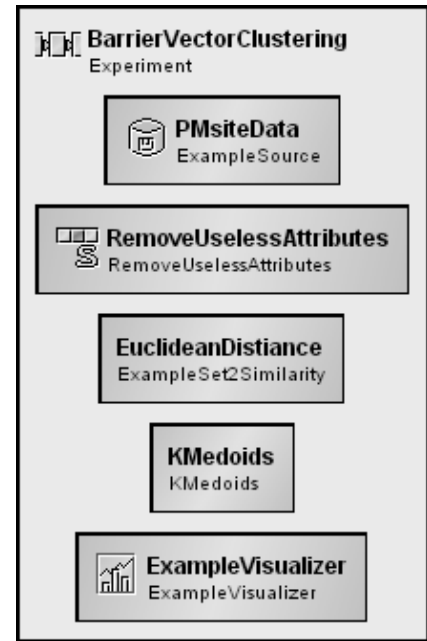 BarrierVectorClustering
Experiment
PMsiteData
ExampleSource
RemoveUselessAttributes
RemoveUselessAttributes
EuclideanDistiance
ExampleSet2Similarity
KMedoids
KMedoids
ExampleVisualizer
ExampleVisualizer